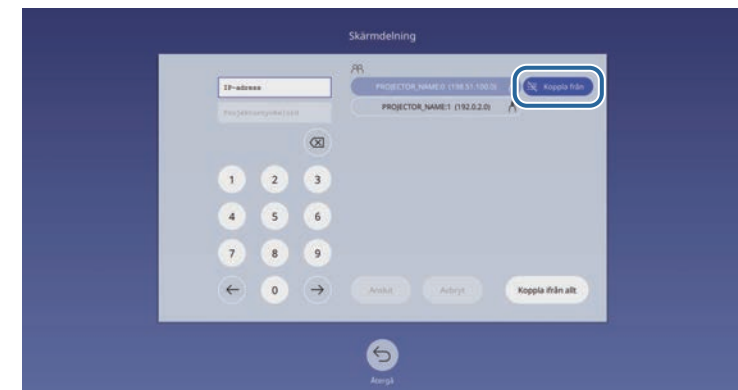 Skärmdelning
IP-adress
Projektornyckelord
PROJECTOR_NAME:0 (198.51.100.0)
Koppla från
PROJECTOR_NAME:1 (192.0.2.0)
1 2 3
4 5 6
7 8 9
0
Anslut Avbryt Koppla ifrån allt
Återgå